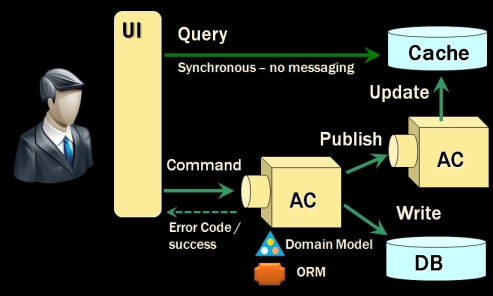 UI
Query
Synchronous – no messaging
Cache
Update
Publish
AC
Command
AC
Error Code /
success
Write
Domain Model
DB
ORM